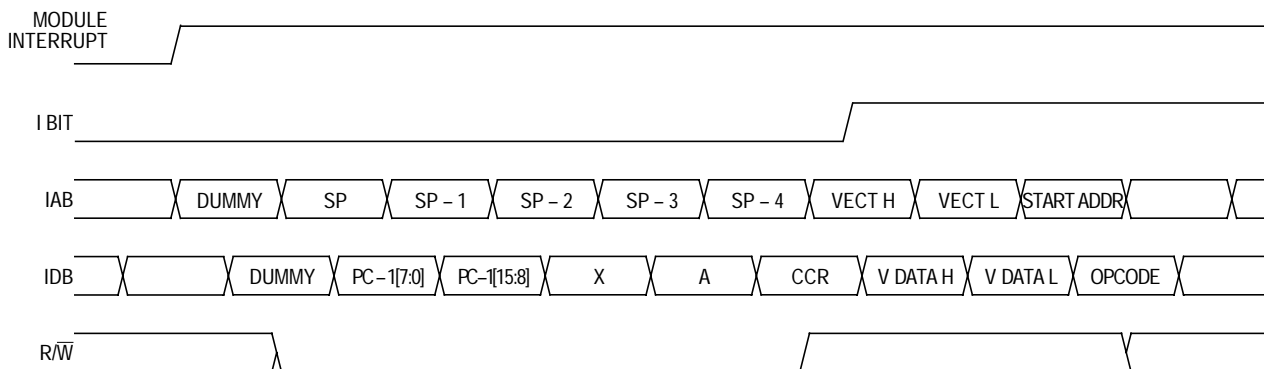 MODULE
INTERRUPT
I BIT
IAB DUMMY SP SP – 1 SP – 2 SP – 3 SP – 4 VECT H VECT L START ADDR
IDB DUMMY PC – 1[7:0] PC–1[15:8] X A CCR V DATA H V DATA L OPCODE
R/W̅